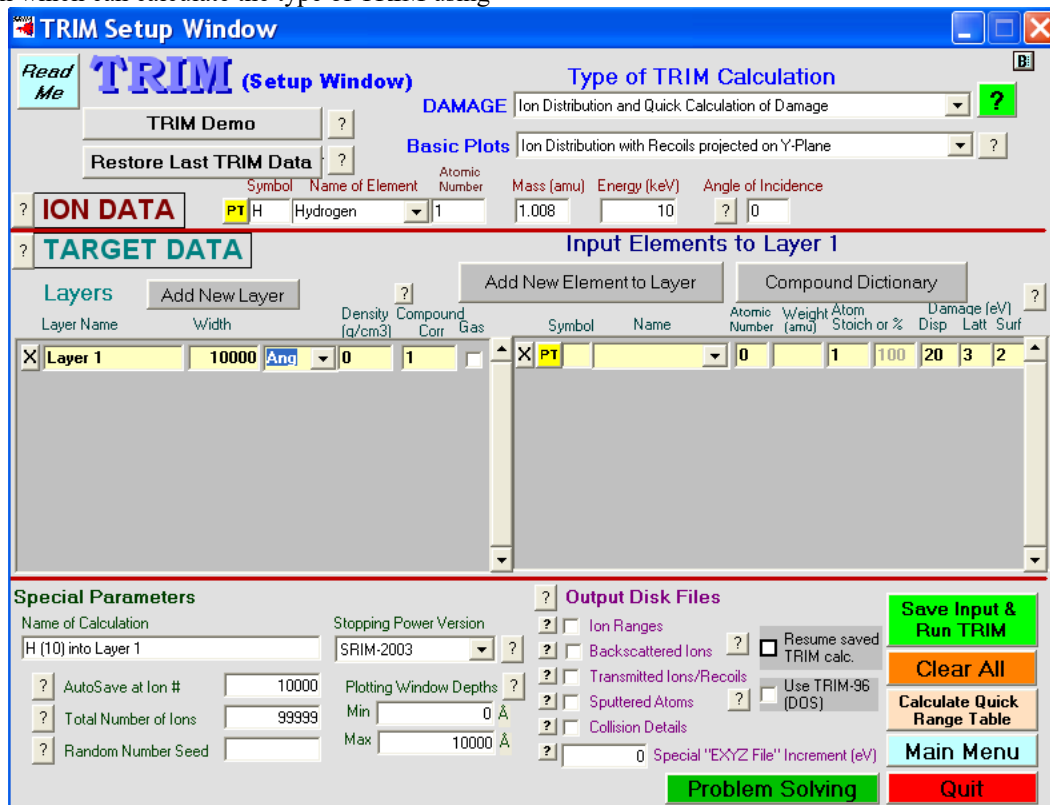 TRIM Setup Window
Read Me
TRIM (Setup Window)
Type of TRIM Calculation
B
DAMAGE Ion Distribution and Quick Calculation of Damage ?
TRIM Demo ?
Basic Plots Ion Distribution with Recoils projected on Y-Plane ?
Restore Last TRIM Data ?
Symbol Name of Element Atomic Number Mass (amu) Energy (keV) Angle of Incidence
? ION DATA PT H Hydrogen 1 1.008 10 ? 0
? TARGET DATA
Input Elements to Layer 1
Layers Add New Layer ?
Add New Element to Layer Compound Dictionary ?
Layer Name Width Density (g/cm3) Compound Corr Gas
Symbol Name Atomic Number Weight (amu) Atom Stoich or % Damage (eV) Disp Latt Surf
X Layer 1 10000 Ang 0 1
X PT 0 1 100 20 3 2
Special Parameters
Name of Calculation
H (10) into Layer 1
Stopping Power Version
SRIM-2003 ?
? AutoSave at Ion # 10000
? Total Number of Ions 99999
? Random Number Seed
Plotting Window Depths ?
Min 0 Å
Max 10000 Å
? Output Disk Files
? Ion Ranges
? Backscattered Ions
? Transmitted Ions/Recoils
? Sputtered Atoms
? Collision Details
? 0 Special "EXYZ File" Increment (eV)
? Resume saved TRIM calc.
? Use TRIM-96 (DOS)
Save Input & Run TRIM
Clear All
Calculate Quick Range Table
Main Menu
Problem Solving
Quit